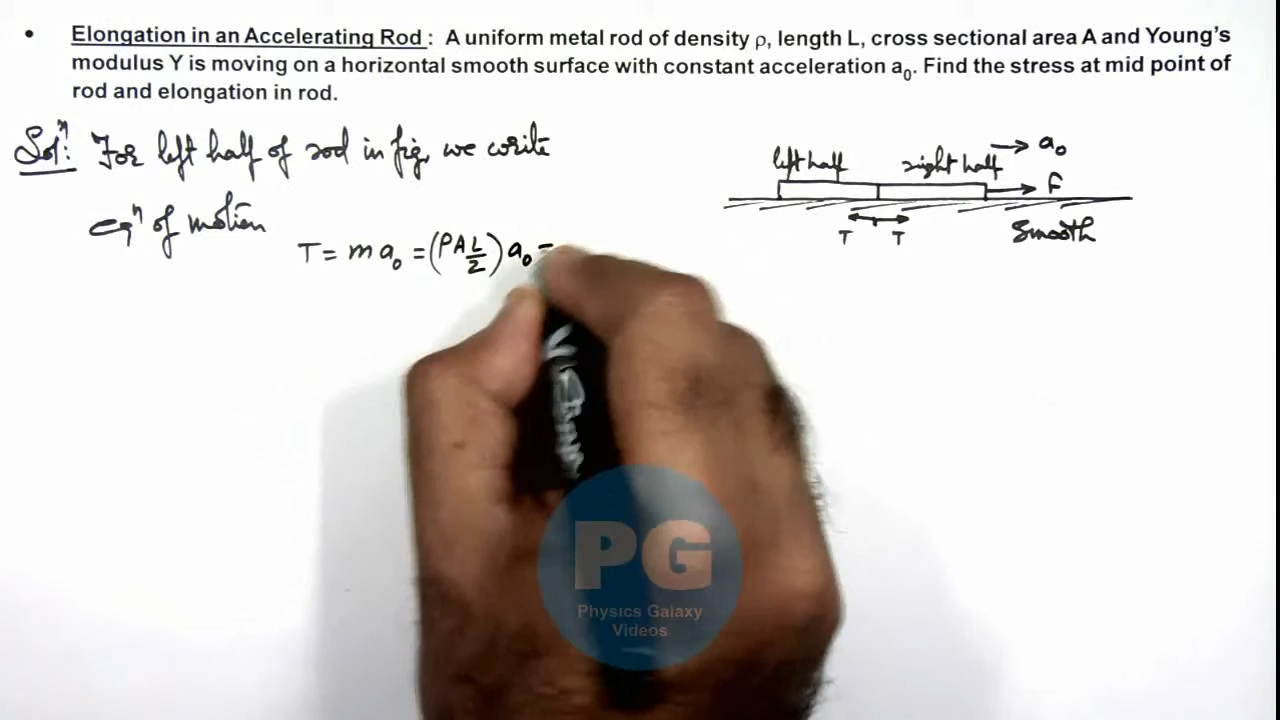 • Elongation in an Accelerating Rod : A uniform metal rod of density ρ, length L, cross sectional area A and Young's
modulus Y is moving on a horizontal smooth surface with constant acceleration a₀. Find the stress at mid point of
rod and elongation in rod.
Solⁿ: For left half of rod in fig, we write
eqⁿ of motion
T = m a₀ = (ρA L/2) a₀ =
left half right half → a₀
F
T T Smooth
PG
Physics Galaxy
Videos